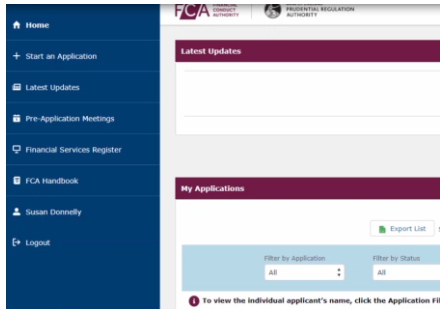 Home
Start an Application
Latest Updates
Pre-Application Meetings
Financial Services Register
FCA Handbook
Susan Donnelly
Logout
FCA
CONDUCT
AUTHORITY
PRUDENTIAL REGULATION
AUTHORITY
Latest Updates
My Applications
Export List
Filter by Application
Filter by Status
All
All
To view the individual applicant's name, click the Application